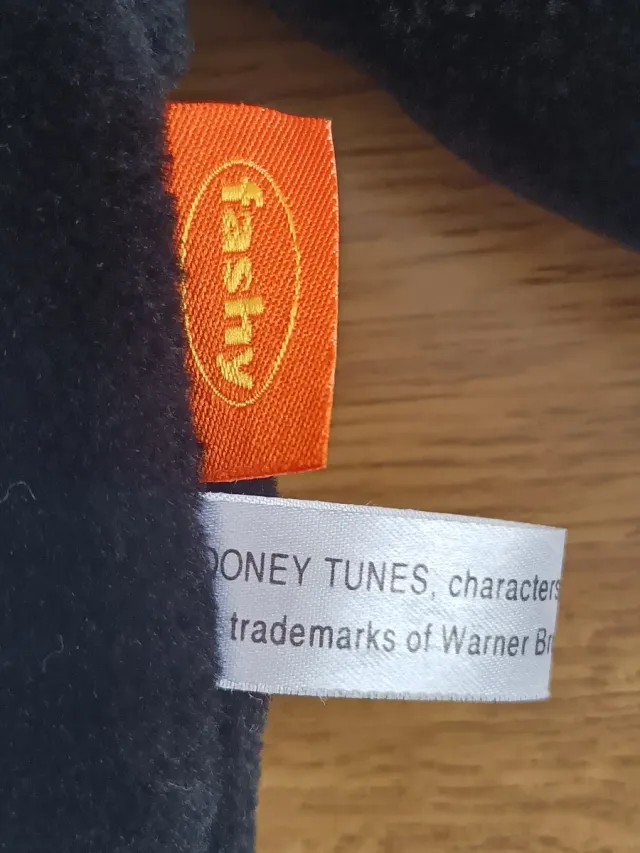 fashy
OONEY TUNES, characters
trademarks of Warner Br